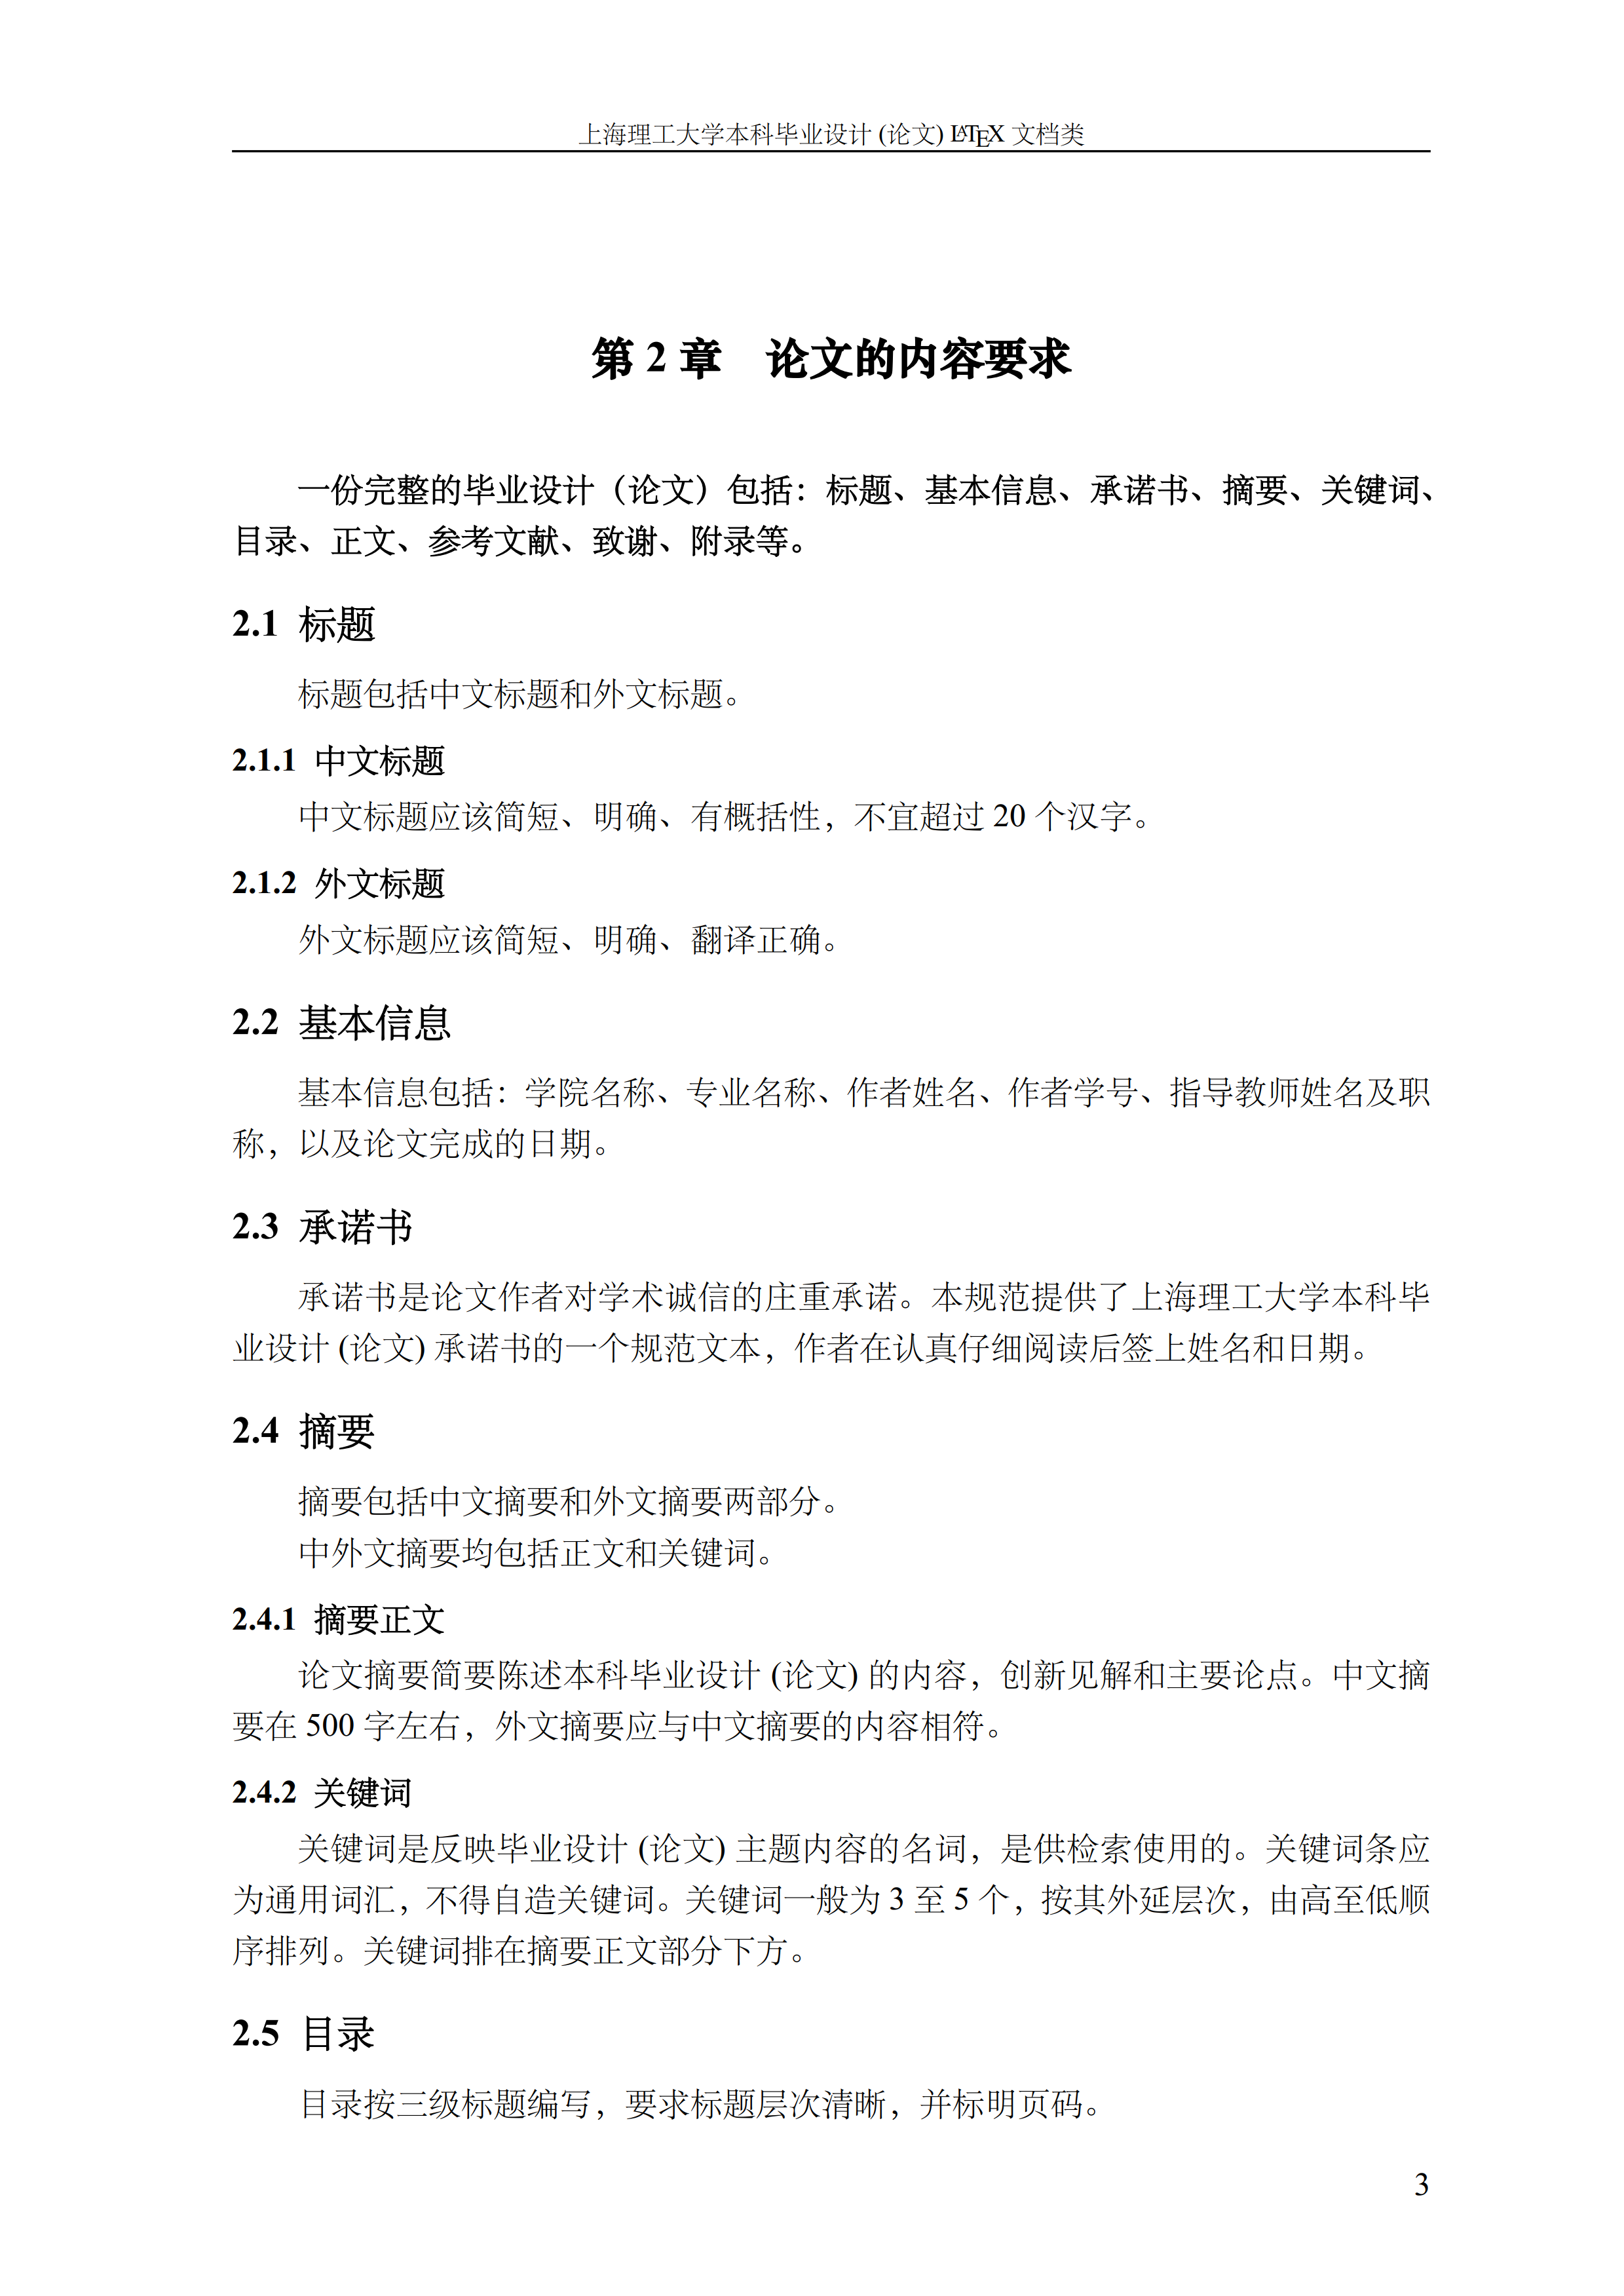 上海理工大学本科毕业设计 (论文) LATEX 文档类
第 2 章　论文的内容要求
一份完整的毕业设计（论文）包括：标题、基本信息、承诺书、摘要、关键词、
目录、正文、参考文献、致谢、附录等。
2.1 标题
标题包括中文标题和外文标题。
2.1.1 中文标题
中文标题应该简短、明确、有概括性，不宜超过 20 个汉字。
2.1.2 外文标题
外文标题应该简短、明确、翻译正确。
2.2 基本信息
基本信息包括：学院名称、专业名称、作者姓名、作者学号、指导教师姓名及职
称，以及论文完成的日期。
2.3 承诺书
承诺书是论文作者对学术诚信的庄重承诺。本规范提供了上海理工大学本科毕
业设计 (论文) 承诺书的一个规范文本，作者在认真仔细阅读后签上姓名和日期。
2.4 摘要
摘要包括中文摘要和外文摘要两部分。
中外文摘要均包括正文和关键词。
2.4.1 摘要正文
论文摘要简要陈述本科毕业设计 (论文) 的内容，创新见解和主要论点。中文摘
要在 500 字左右，外文摘要应与中文摘要的内容相符。
2.4.2 关键词
关键词是反映毕业设计 (论文) 主题内容的名词，是供检索使用的。关键词条应
为通用词汇，不得自造关键词。关键词一般为 3 至 5 个，按其外延层次，由高至低顺
序排列。关键词排在摘要正文部分下方。
2.5 目录
目录按三级标题编写，要求标题层次清晰，并标明页码。
3